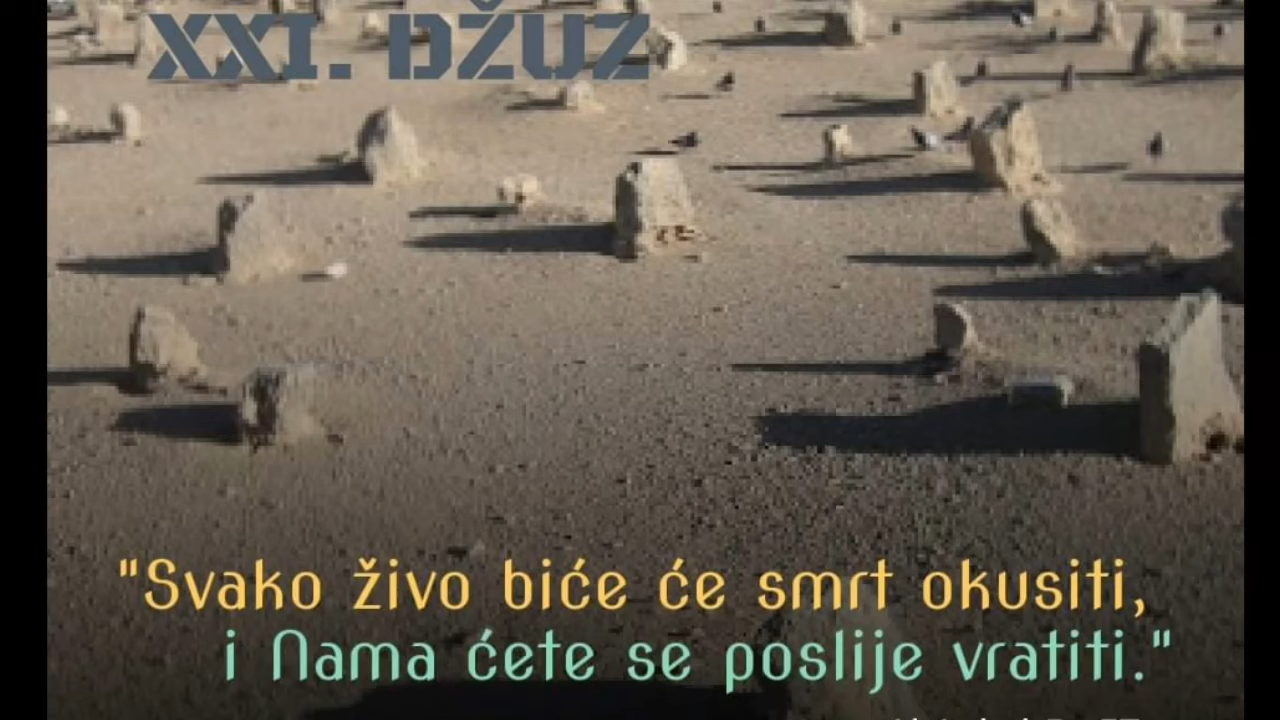 XXI. DŽUZ
"Svako živo biće će smrt okusiti,
i Nama ćete se poslije vratiti."